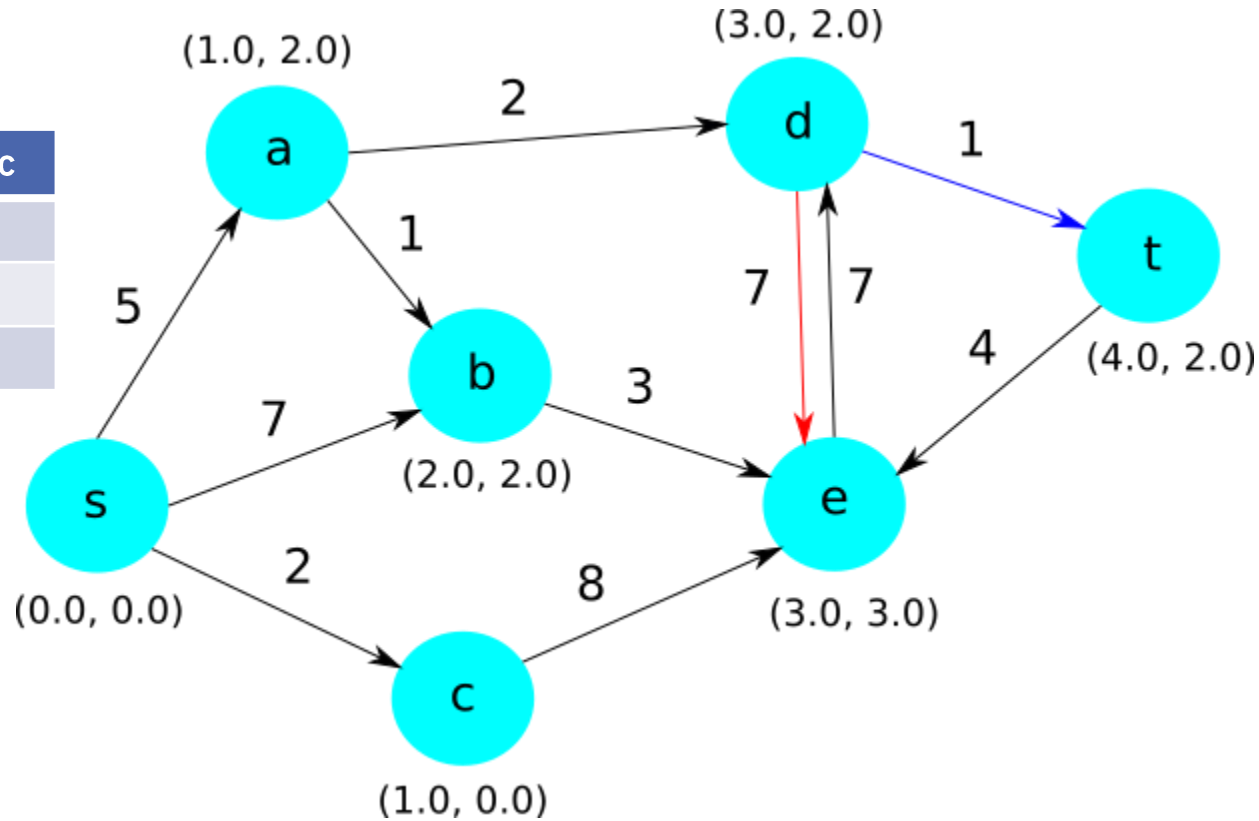 (3.0, 2.0)
(1.0, 2.0)
2
d
1
a
c
1
t
5
7
7
4
(4.0, 2.0)
b
3
7
(2.0, 2.0)
s
e
2
8
(0.0, 0.0)
(3.0, 3.0)
c
(1.0, 0.0)